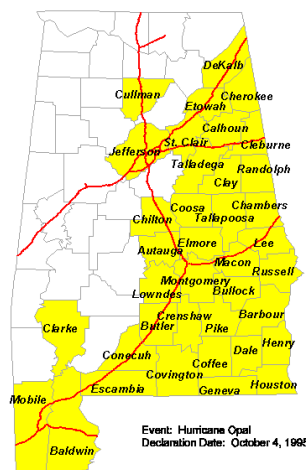 DeKalb
Cullman
Cherokee
Etowah
Calhoun
St. Clair
Jefferson
Cleburne
Talladega
Randolph
Clay
Coosa
Chambers
Chilton
Tallapoosa
Elmore
Lee
Autauga
Macon
Russell
Montgomery
Bullock
Lowndes
Crenshaw
Barbour
Clarke
Butler
Pike
Henry
Dale
Conecuh
Coffee
Covington
Escambia
Houston
Geneva
Mobile
Baldwin
Event: Hurricane Opal
Declaration Date: October 4, 1995